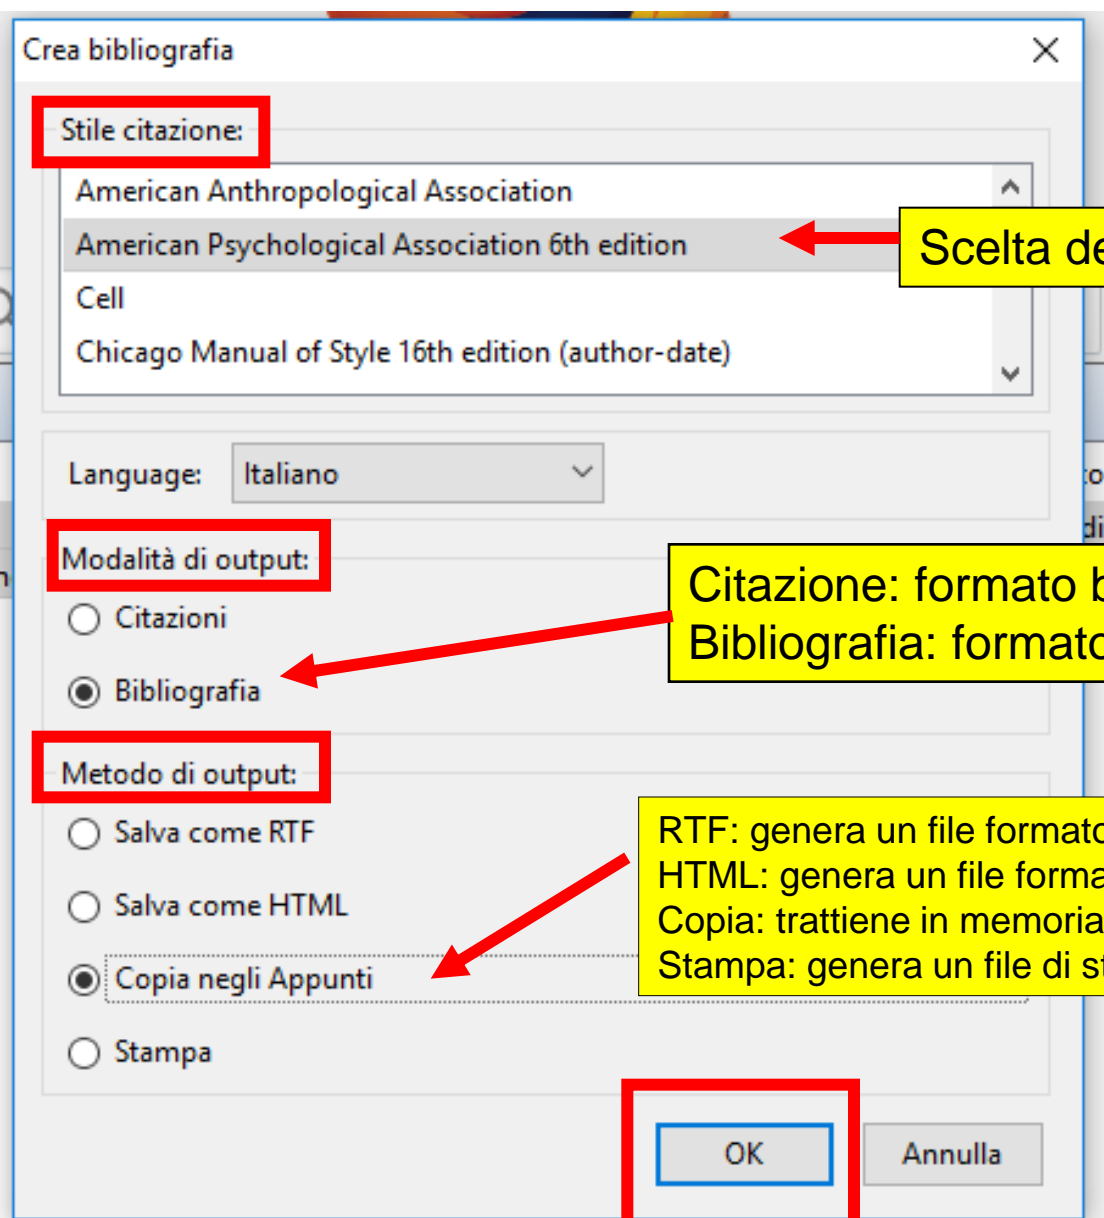 Crea bibliografia
Stile citazione:
American Anthropological Association
American Psychological Association 6th edition
Scelta de
Cell
Chicago Manual of Style 16th edition (author-date)
Language: Italiano
to
di
Modalità di output:
Citazione: formato b
Bibliografia: formato
Citazioni
Bibliografia
Metodo di output:
RTF: genera un file formato
HTML: genera un file forma
Copia: trattiene in memoria
Stampa: genera un file di st
Salva come RTF
Salva come HTML
Copia negli Appunti
Stampa
OK
Annulla